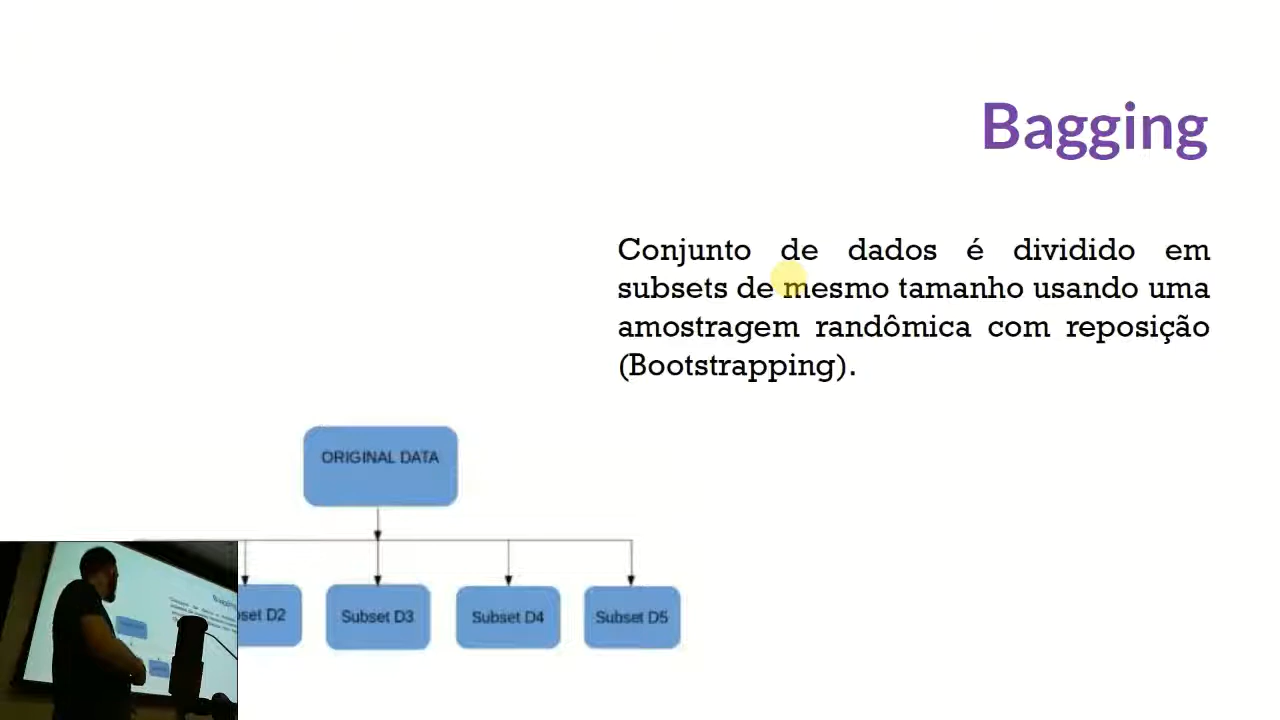 Bagging
Conjunto de dados é dividido em
subsets de mesmo tamanho usando uma
amostragem randômica com reposição
(Bootstrapping).
ORIGINAL DATA
set D2
Subset D3
Subset D4
Subset D5